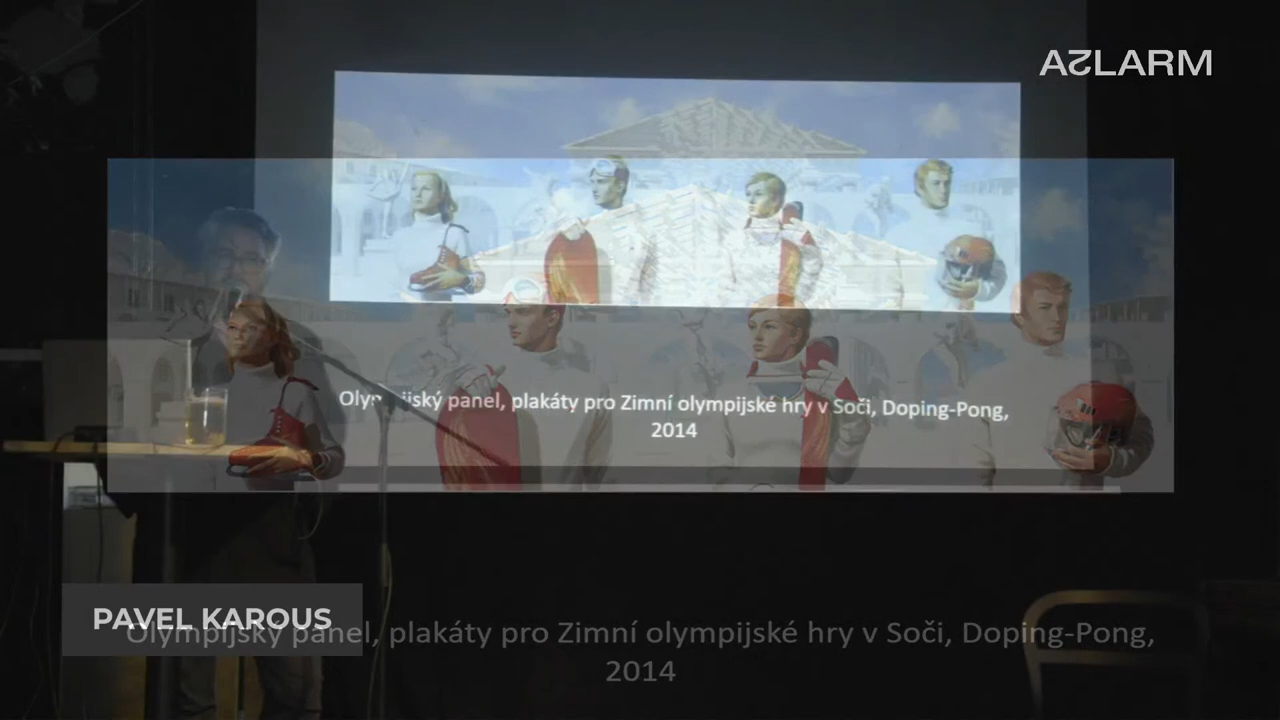 A2LARM
Olympijský panel, plakáty pro Zimní olympijské hry v Soči, Doping-Pong,
2014
PAVEL KAROUS
Olympijský panel, plakáty pro Zimní olympijské hry v Soči, Doping-Pong,
2014